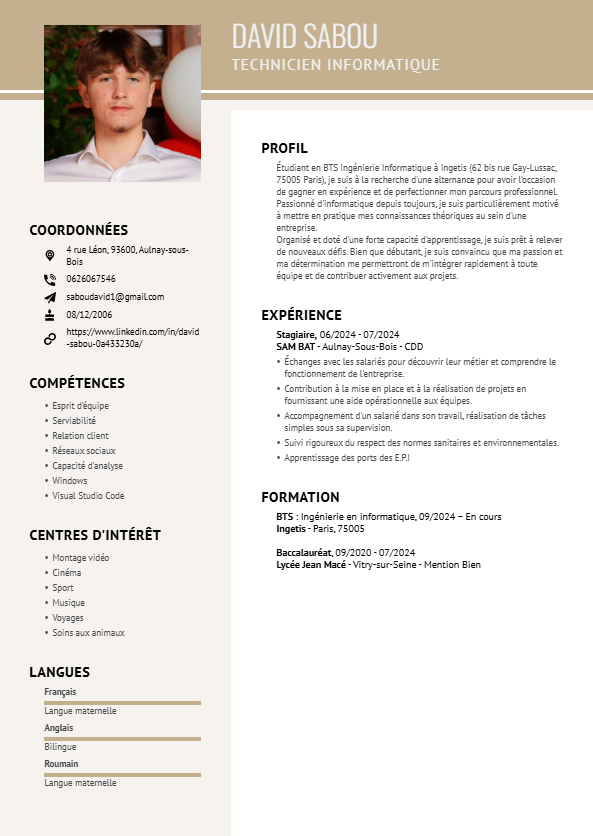 DAVID SABOU
TECHNICIEN INFORMATIQUE
COORDONNÉES
4 rue Léon, 93600, Aulnay-sous-
Bois
0626067546
saboudavid1@gmail.com
08/12/2006
https://www.linkedin.com/in/david
-sabou-0a433230a/
COMPÉTENCES
• Esprit d'équipe
• Serviabilité
• Relation client
• Réseaux sociaux
• Capacité d'analyse
• Windows
• Visual Studio Code
CENTRES D'INTÉRÊT
• Montage vidéo
• Cinéma
• Sport
• Musique
• Voyages
• Soins aux animaux
LANGUES
Français
Langue maternelle
Anglais
Bilingue
Roumain
Langue maternelle
PROFIL
Étudiant en BTS Ingénierie Informatique à Ingetis (62 bis rue Gay-Lussac,
75005 Paris), je suis à la recherche d'une alternance pour avoir l'occasion
de gagner en expérience et de perfectionner mon parcours professionnel.
Passionné d'informatique depuis toujours, je suis particulièrement motivé
à mettre en pratique mes connaissances théoriques au sein d'une
entreprise.
Organisé et doté d'une forte capacité d'apprentissage, je suis prêt à relever
de nouveaux défis. Bien que débutant, je suis convaincu que ma passion et
ma détermination me permettront de m'intégrer rapidement à toute
équipe et de contribuer activement aux projets.
EXPÉRIENCE
Stagiaire, 06/2024 - 07/2024
SAM BAT - Aulnay-Sous-Bois - CDD
• Échanges avec les salariés pour découvrir leur métier et comprendre le
fonctionnement de l'entreprise.
• Contribution à la mise en place et à la réalisation de projets en
fournissant une aide opérationnelle aux équipes.
• Accompagnement d'un salarié dans son travail, réalisation de tâches
simples sous sa supervision.
• Suivi rigoureux du respect des normes sanitaires et environnementales.
• Apprentissage des ports des E.P.I
FORMATION
BTS : Ingénierie en informatique, 09/2024 – En cours
Ingetis - Paris, 75005
Baccalauréat, 09/2020 - 07/2024
Lycée Jean Macé - Vitry-sur-Seine - Mention Bien